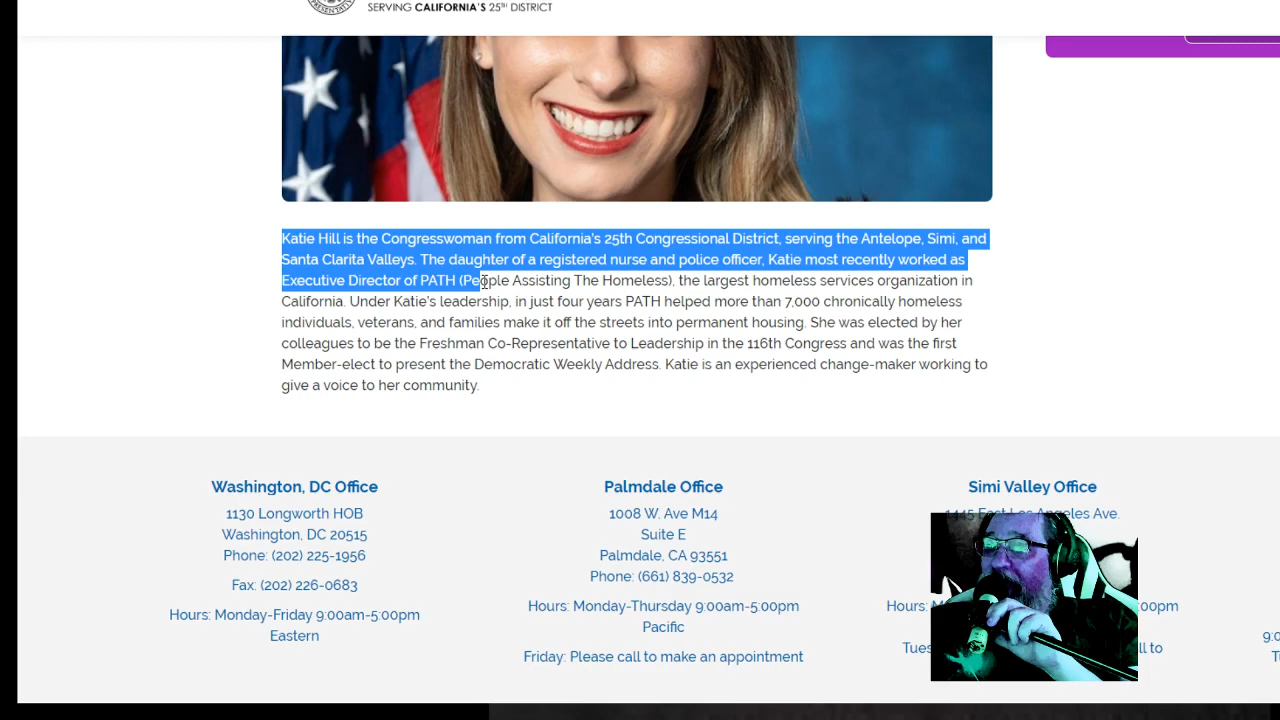 SERVING CALIFORNIA'S 25TH DISTRICT
Katie Hill is the Congresswoman from California's 25th Congressional District, serving the Antelope, Simi, and
Santa Clarita Valleys. The daughter of a registered nurse and police officer, Katie most recently worked as
Executive Director of PATH (People Assisting The Homeless), the largest homeless services organization in
California. Under Katie's leadership, in just four years PATH helped more than 7,000 chronically homeless
individuals, veterans, and families make it off the streets into permanent housing. She was elected by her
colleagues to be the Freshman Co-Representative to Leadership in the 116th Congress and was the first
Member-elect to present the Democratic Weekly Address. Katie is an experienced change-maker working to
give a voice to her community.
Washington, DC Office
1130 Longworth HOB
Washington, DC 20515
Phone: (202) 225-1956
Fax: (202) 226-0683
Hours: Monday-Friday 9:00am-5:00pm
Eastern
Palmdale Office
1008 W. Ave M14
Suite E
Palmdale, CA 93551
Phone: (661) 839-0532
Hours: Monday-Thursday 9:00am-5:00pm
Pacific
Friday: Please call to make an appointment
Simi Valley Office
1445 East Los Angeles Ave.
Hours:
:00pm
to